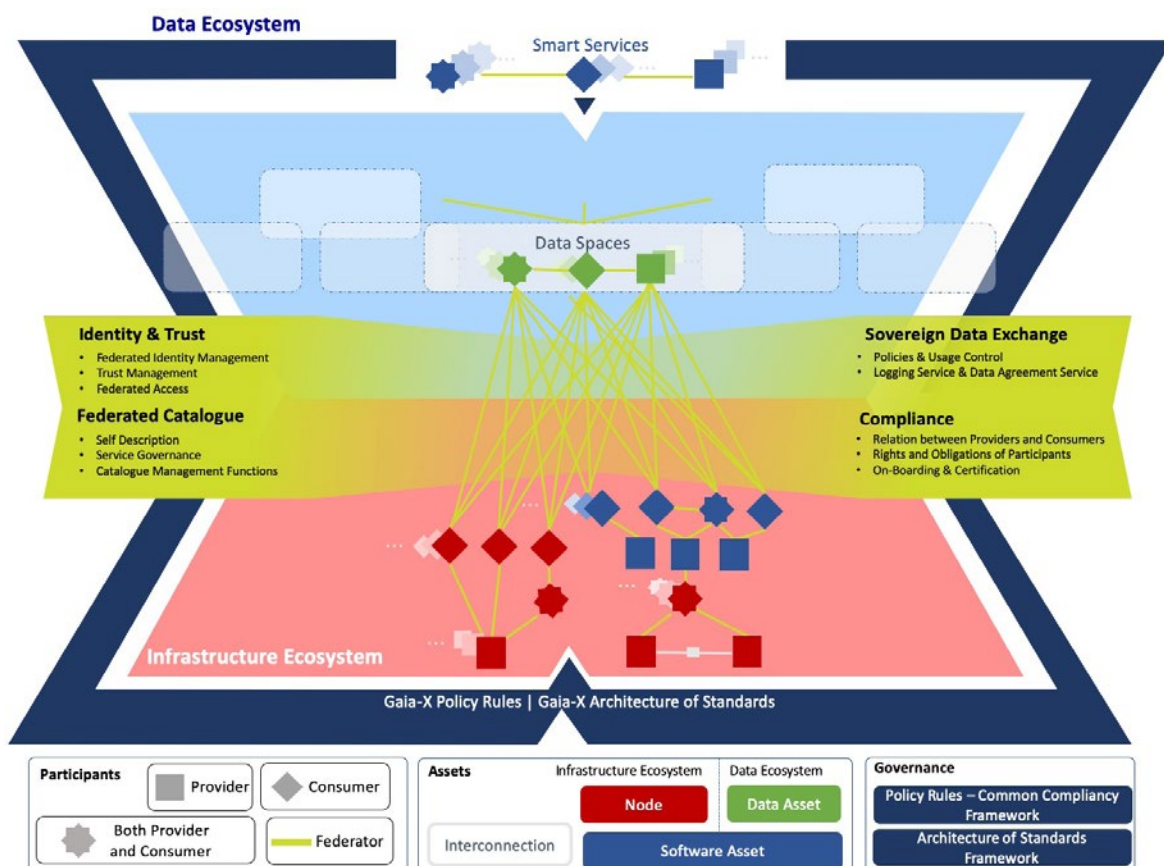 Data Ecosystem
Smart Services
Data Spaces
Identity & Trust
• Federated Identity Management
• Trust Management
• Federated Access
Federated Catalogue
• Self Description
• Service Governance
• Catalogue Management Functions
Sovereign Data Exchange
• Policies & Usage Control
• Logging Service & Data Agreement Service
Compliance
• Relation between Providers and Consumers
• Rights and Obligations of Participants
• On-Boarding & Certification
Infrastructure Ecosystem
Gaia-X Policy Rules | Gaia-X Architecture of Standards
Participants
Provider
Consumer
Both Provider
and Consumer
Federator
Assets
Infrastructure Ecosystem
Data Ecosystem
Node
Data Asset
Interconnection
Software Asset
Governance
Policy Rules – Common Compliancy
Framework
Architecture of Standards
Framework